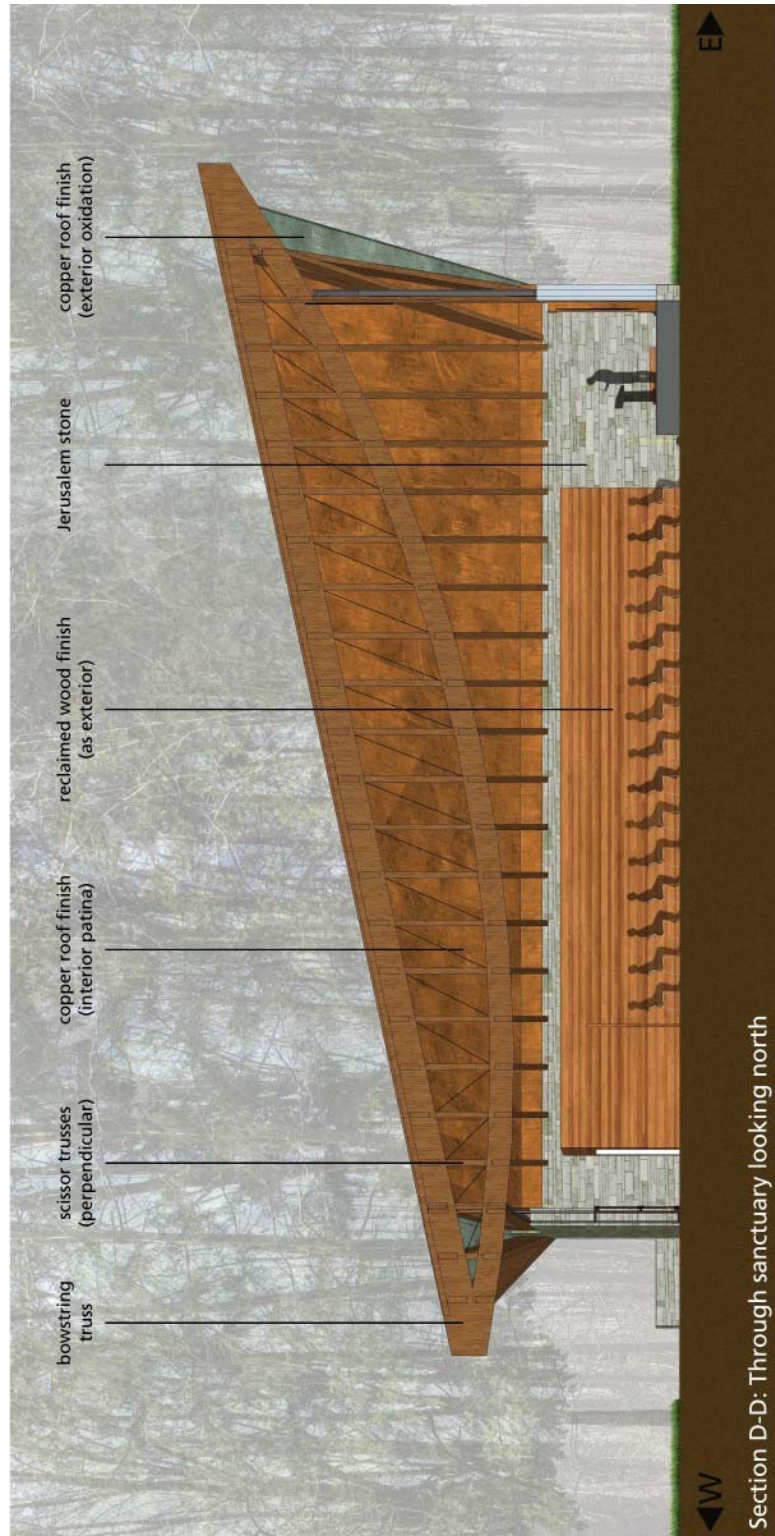 bowstring
truss
scissor trusses
(perpendicular)
copper roof finish
(interior patina)
reclaimed wood finish
(as exterior)
Jerusalem stone
copper roof finish
(exterior oxidation)
W
E
Section D-D: Through sanctuary looking north